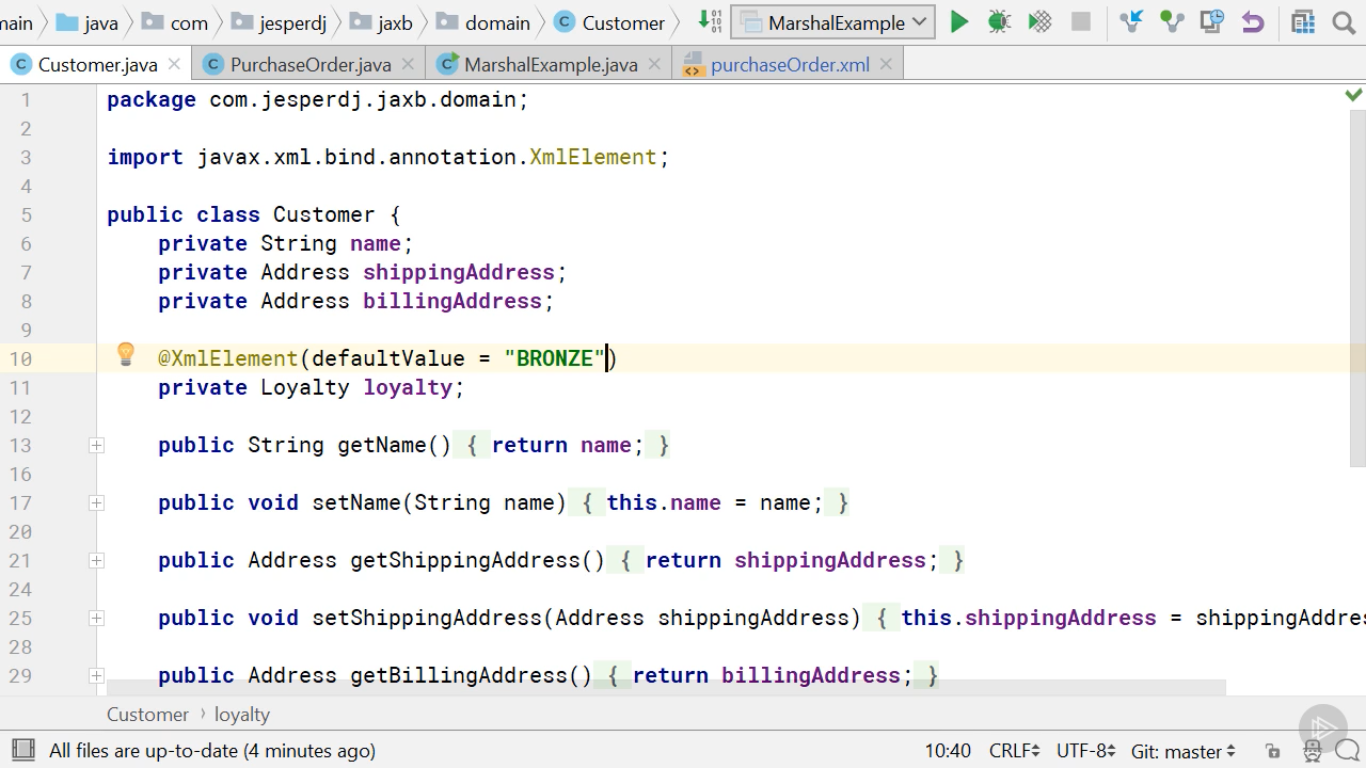 main java com jesperdj jaxb domain Customer MarshalExample
Customer.java PurchaseOrder.java MarshalExample.java purchaseOrder.xml
1 package com.jesperdj.jaxb.domain;
2
3 import javax.xml.bind.annotation.XmlElement;
4
5 public class Customer {
6 private String name;
7 private Address shippingAddress;
8 private Address billingAddress;
9
10 @XmlElement(defaultValue = "BRONZE")
11 private Loyalty loyalty;
12
13 public String getName() { return name; }
16
17 public void setName(String name) { this.name = name; }
20
21 public Address getShippingAddress() { return shippingAddress; }
24
25 public void setShippingAddress(Address shippingAddress) { this.shippingAddress = shippingAddres
28
29 public Address getBillingAddress() { return billingAddress; }
Customer › loyalty
All files are up-to-date (4 minutes ago) 10:40 CRLF UTF-8 Git: master